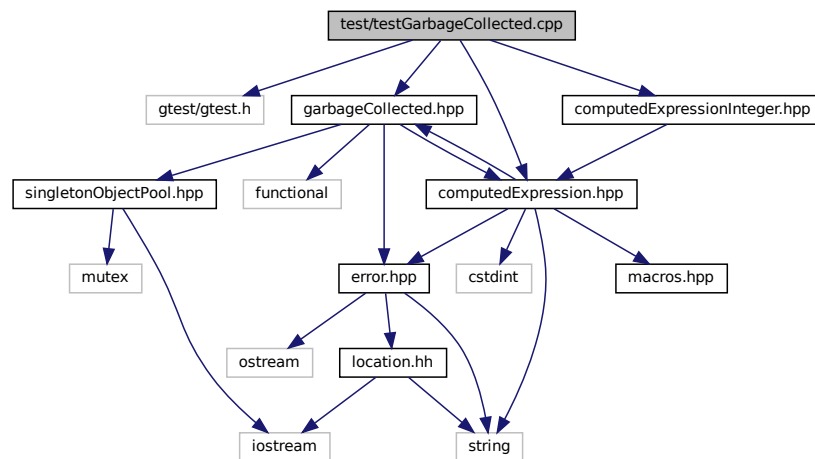 test/testGarbageCollected.cpp
gtest/gtest.h
garbageCollected.hpp
computedExpressionInteger.hpp
singletonObjectPool.hpp
functional
computedExpression.hpp
mutex
error.hpp
cstdint
macros.hpp
ostream
location.hh
iostream
string